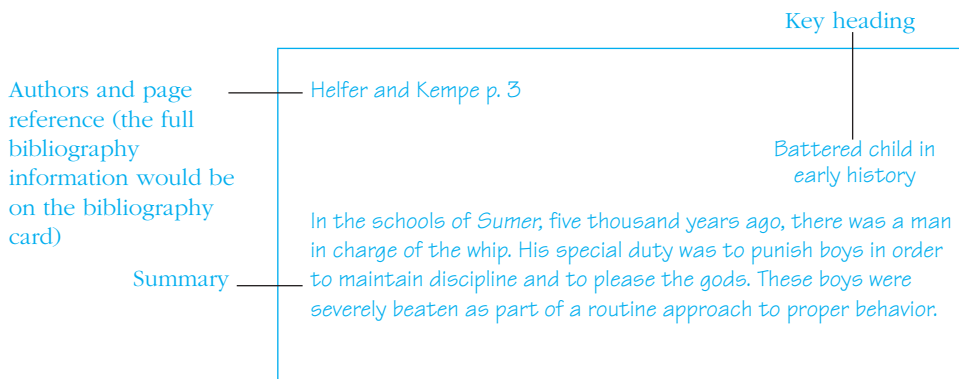 Key heading
Authors and page
reference (the full
bibliography
information would be
on the bibliography
card)
Helfer and Kempe p. 3
Battered child in
early history
Summary
In the schools of Sumer, five thousand years ago, there was a man
in charge of the whip. His special duty was to punish boys in order
to maintain discipline and to please the gods. These boys were
severely beaten as part of a routine approach to proper behavior.